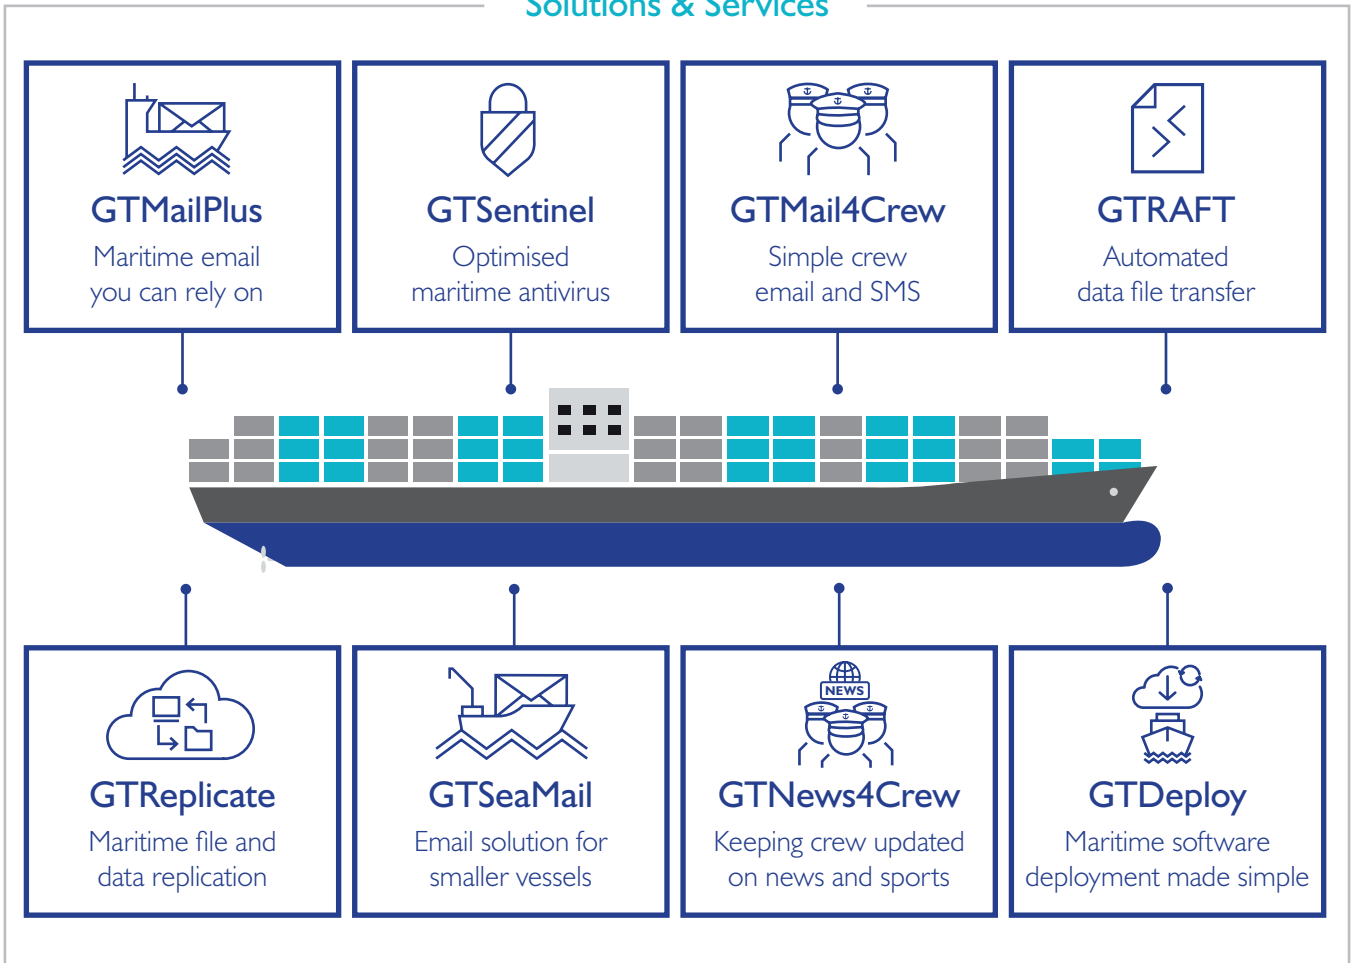 Solutions & Services
GTMailPlus
Maritime email
you can rely on
GTSentinel
Optimised
maritime antivirus
GTMail4Crew
Simple crew
email and SMS
GTRAFT
Automated
data file transfer
GTReplicate
Maritime file and
data replication
GTSeaMail
Email solution for
smaller vessels
NEWS
GTNews4Crew
Keeping crew updated
on news and sports
GTDeploy
Maritime software
deployment made simple